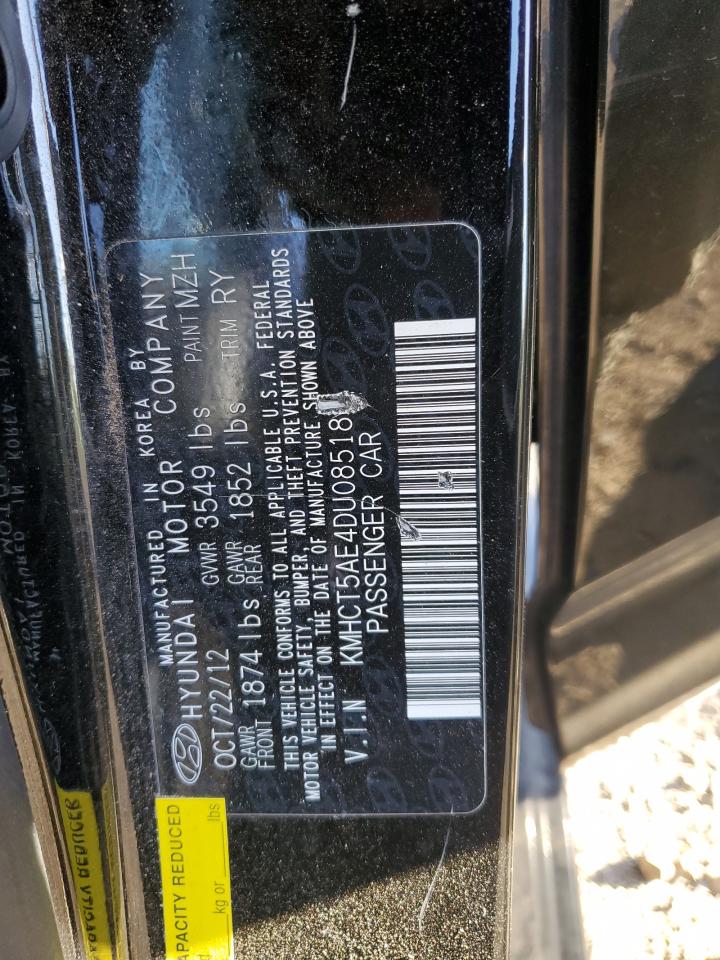 MANUFACTURED IN KOREA BY
HYUNDAI MOTOR COMPANY
OCT/22/12 GVWR 3549 lbs PAINT MZH
GAWR FRONT 1874 lbs GAWR REAR 1852 lbs TRIM RY
THIS VEHICLE CONFORMS TO ALL APPLICABLE U.S.A. FEDERAL
MOTOR VEHICLE SAFETY, BUMPER, AND THEFT PREVENTION STANDARDS
IN EFFECT ON THE DATE OF MANUFACTURE SHOWN ABOVE
V.I.N KMHCT5AE4DU08518
PASSENGER CAR
APACITY REDUCED
kg or lbs